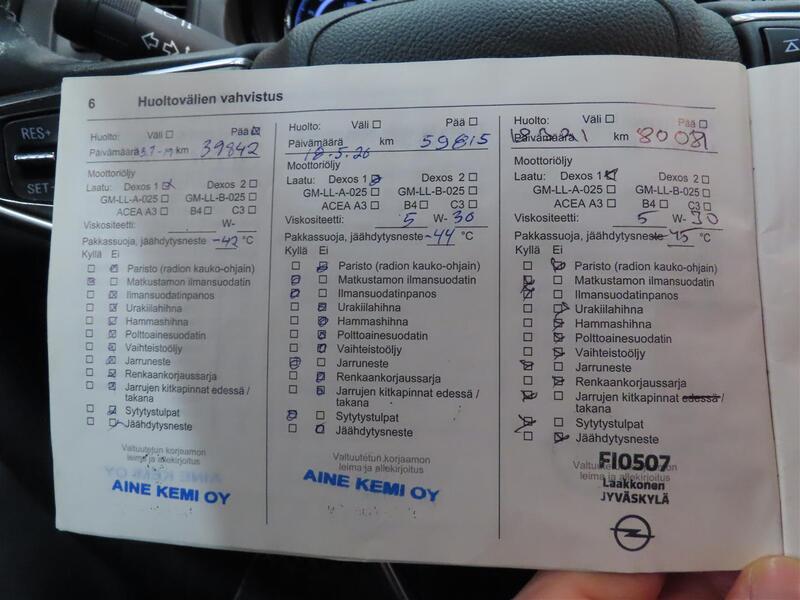 RES+
SET-
6 Huoltovälien vahvistus
Huolto: Väli Pää
Päivämäärä km 39842
Moottoriöljy
Laatu: Dexos 1 Dexos 2
GM-LL-A-025 GM-LL-B-025
ACEA A3 B4 C3
Viskositeetti: W-
Pakkassuoja, jäähdytysneste -42 °C
Kyllä Ei
Paristo (radion kauko-ohjain)
Matkustamon ilmansuodatin
Ilmansuodatinpanos
Urakiilahihna
Hammashihna
Polttoainesuodatin
Vaihteistoöljy
Jarruneste
Renkaankorjaussarja
Jarrujen kitkapinnat edessä /
takana
Sytytystulpat
Jäähdytysneste
Valtuutetun korjaamon
leima ja allekirjoitus
AINE KEMI OY
Huolto: Väli Pää
Päivämäärä km 59815
18.5.20
Moottoriöljy
Laatu: Dexos 1 Dexos 2
GM-LL-A-025 GM-LL-B-025
ACEA A3 B4 C3
Viskositeetti: 5 W- 30
Pakkassuoja, jäähdytysneste -44 °C
Kyllä Ei
Paristo (radion kauko-ohjain)
Matkustamon ilmansuodatin
Ilmansuodatinpanos
Urakiilahihna
Hammashihna
Polttoainesuodatin
Vaihteistoöljy
Jarruneste
Renkaankorjaussarja
Jarrujen kitkapinnat edessä /
takana
Sytytystulpat
Jäähdytysneste
Valtuutetun korjaamon
leima ja allekirjoitus
AINE KEMI OY
Huolto: Väli Pää
Päivämäärä 18.3.21 km 80081
Moottoriöljy
Laatu: Dexos 1 Dexos 2
GM-LL-A-025 GM-LL-B-025
ACEA A3 B4 C3
Viskositeetti: 5 W- 30
Pakkassuoja, jäähdytysneste -45 °C
Kyllä Ei
Paristo (radion kauko-ohjain)
Matkustamon ilmansuodatin
Ilmansuodatinpanos
Urakiilahihna
Hammashihna
Polttoainesuodatin
Vaihteistoöljy
Jarruneste
Renkaankorjaussarja
Jarrujen kitkapinnat edessä /
takana
Sytytystulpat
Jäähdytysneste
leima ja allekirjoitus
FI0507
Laakkonen
JYVÄSKYLÄ